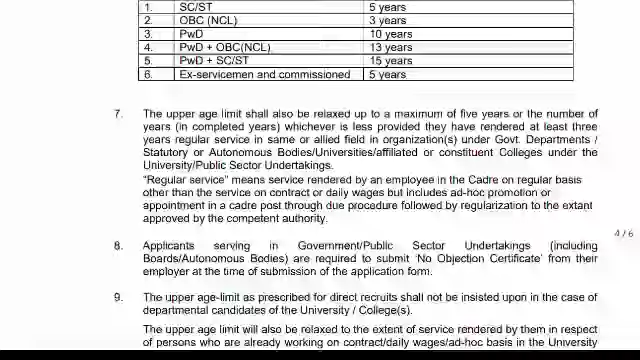 1. SC/ST 5 years
2. OBC (NCL) 3 years
3. PwD 10 years
4. PwD + OBC(NCL) 13 years
5. PwD + SC/ST 15 years
6. Ex-servicemen and commissioned 5 years
7. The upper age limit shall also be relaxed up to a maximum of five years or the number of
years (in completed years) whichever is less provided they have rendered at least three
years regular service in same or allied field in organization(s) under Govt. Departments /
Statutory or Autonomous Bodies/Universities/affiliated or constituent Colleges under the
University/Public Sector Undertakings.
"Regular service" means service rendered by an employee in the Cadre on regular basis
other than the service on contract or daily wages but includes ad-hoc promotion or
appointment in a cadre post through due procedure followed by regularization to the extant
approved by the competent authority.
4 / 6
8. Applicants serving in Government/Public Sector Undertakings (including
Boards/Autonomous Bodies) are required to submit 'No Objection Certificate' from their
employer at the time of submission of the application form.
9. The upper age-limit as prescribed for direct recruits shall not be insisted upon in the case of
departmental candidates of the University / College(s).
The upper age limit will also be relaxed to the extent of service rendered by them in respect
of persons who are already working on contract/daily wages/ad-hoc basis in the University